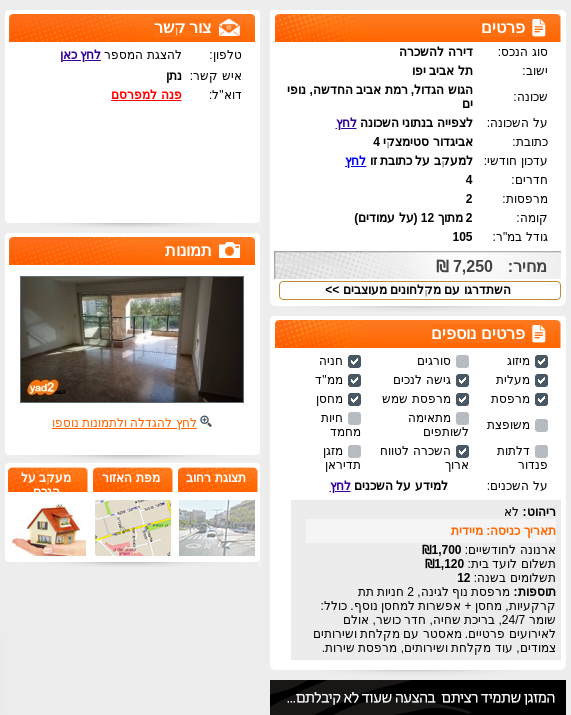 פרטים
סוג הנכס: דירה להשכרה
ישוב: תל אביב יפו
שכונה: הגוש הגדול, רמת אביב החדשה, נופי
ים
על השכונה: לצפייה בנתוני השכונה לחץ
כתובת: אביגדור סטימצקי 4
עדכון חודשי: למעקב על כתובת זו לחץ
חדרים: 4
מרפסות: 2
קומה: 2 מתוך 12 (על עמודים)
גודל במ"ר: 105
מחיר: 7,250 ₪
השתדרגו עם מקלחונים מעוצבים >>
פרטים נוספים
מיזוג סורגים חניה
מעלית גישה לנכים ממ"ד
מרפסת מרפסת שמש מחסן
משופצת מתאימה לשותפים חיות מחמד
דלתות פנדור השכרה לטווח ארוך מזגן תדיראן
על השכנים: למידע על השכנים לחץ
ריהוט: לא
תאריך כניסה: מיידית
ארנונה לחודשיים: 1,700₪
תשלום לועד בית: 1,120₪
תשלומים בשנה: 12
תוספות: מרפסת נוף לגינה, 2 חניות תת
קרקעיות, מחסן + אפשרות למחסן נוסף. כולל:
שומר 24/7, בריכת שחיה, חדר כושר, אולם
לאירועים פרטיים. מאסטר עם מקלחת ושירותים
צמודים, עוד מקלחת ושירותים, מרפסת שירות.
המזגן שתמיד רציתם בהצעה שעוד לא קיבלתם...
צור קשר
טלפון: להצגת המספר לחץ כאן
איש קשר: נתן
דוא"ל: פנה למפרסם
תמונות
yad2
לחץ להגדלה ולתמונות נוספו
תצוגת רחוב
מפת האזור
מעקב על
הנכס